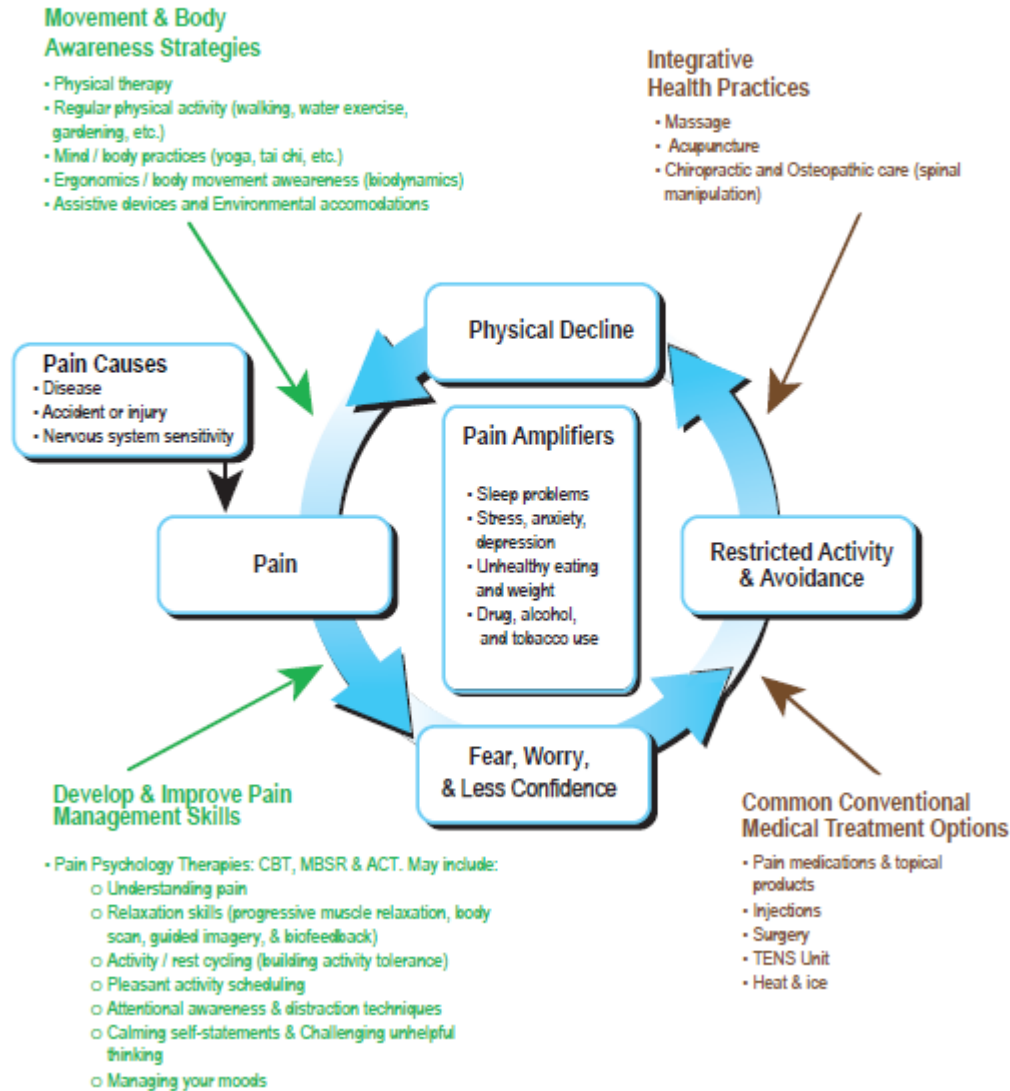 Movement & Body
Awareness Strategies
• Physical therapy
• Regular physical activity (walking, water exercise,
gardening, etc.)
• Mind / body practices (yoga, tai chi, etc.)
• Ergonomics / body movement aweareness (biodynamics)
• Assistive devices and Environmental accomodations
Integrative
Health Practices
• Massage
• Acupuncture
• Chiropractic and Osteopathic care (spinal
manipulation)
Physical Decline
Pain Causes
• Disease
• Accident or injury
• Nervous system sensitivity
Pain Amplifiers
• Sleep problems
• Stress, anxiety,
depression
• Unhealthy eating
and weight
• Drug, alcohol,
and tobacco use
Pain
Restricted Activity
& Avoidance
Fear, Worry,
& Less Confidence
Develop & Improve Pain
Management Skills
• Pain Psychology Therapies: CBT, MBSR & ACT. May include:
o Understanding pain
o Relaxation skills (progressive muscle relaxation, body
scan, guided imagery, & biofeedback)
o Activity / rest cycling (building activity tolerance)
o Pleasant activity scheduling
o Attentional awareness & distraction techniques
o Calming self-statements & Challenging unhelpful
thinking
o Managing your moods
Common Conventional
Medical Treatment Options
• Pain medications & topical
products
• Injections
• Surgery
• TENS Unit
• Heat & ice